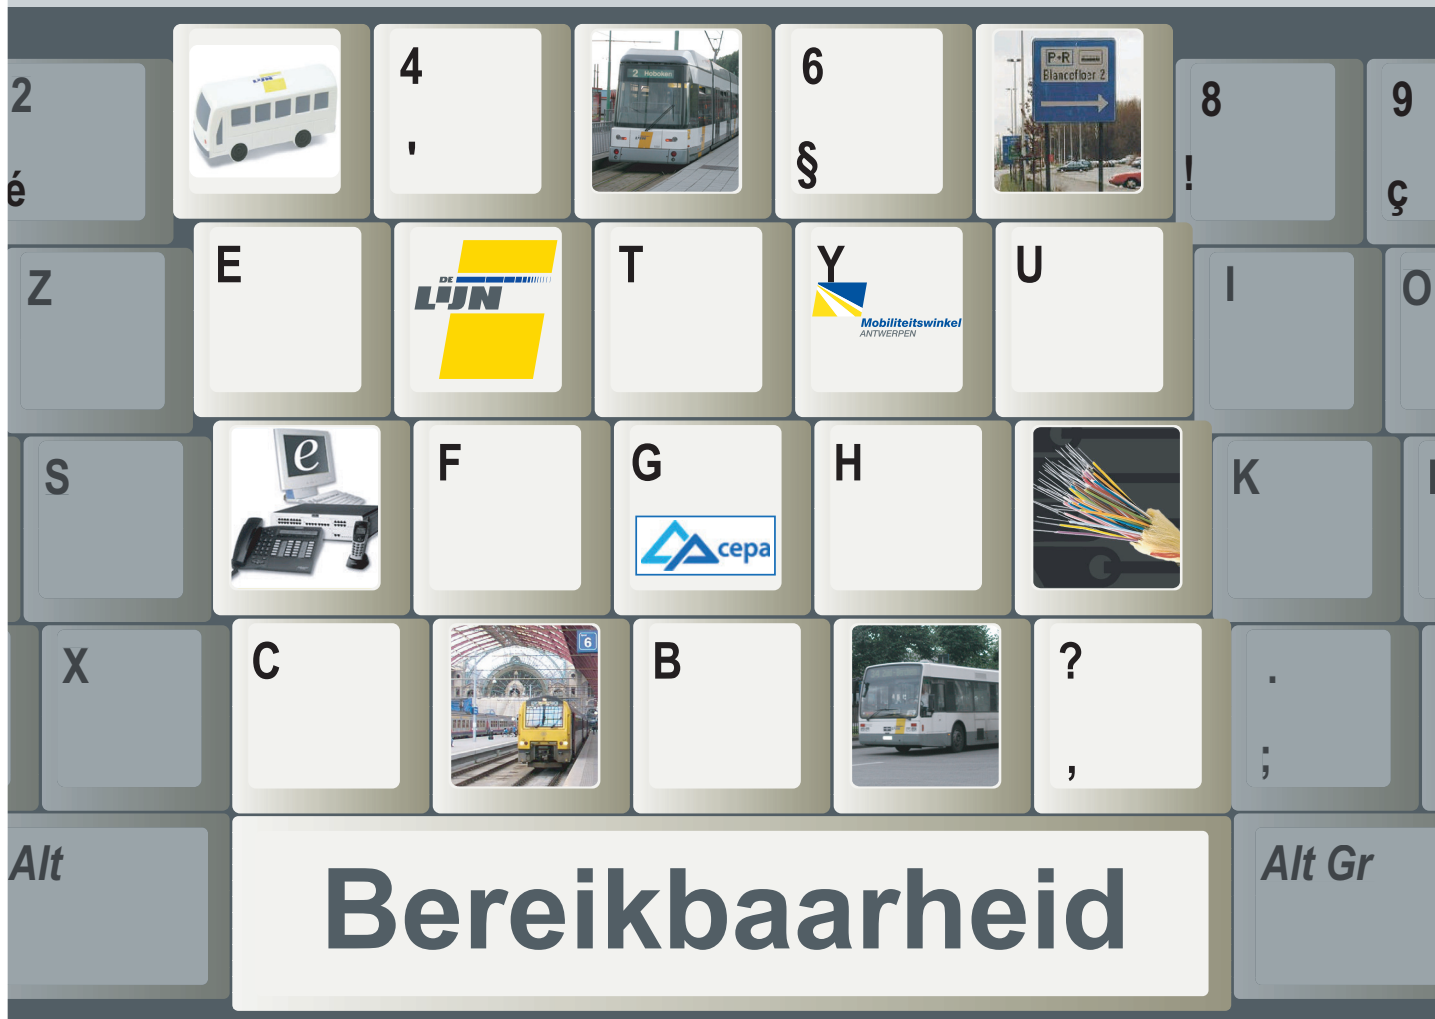 2
é
4
'
2 Hoboken
6
§
P+R
Blancefloer 2
8
!
9
ç
Z
E
DE
LIJN
T
Y
Mobiliteitswinkel
ANTWERPEN
U
I
O
S
e
F
G
cepa
H
K
X
C
6
B
?
,
.
;
Alt
Bereikbaarheid
Alt Gr